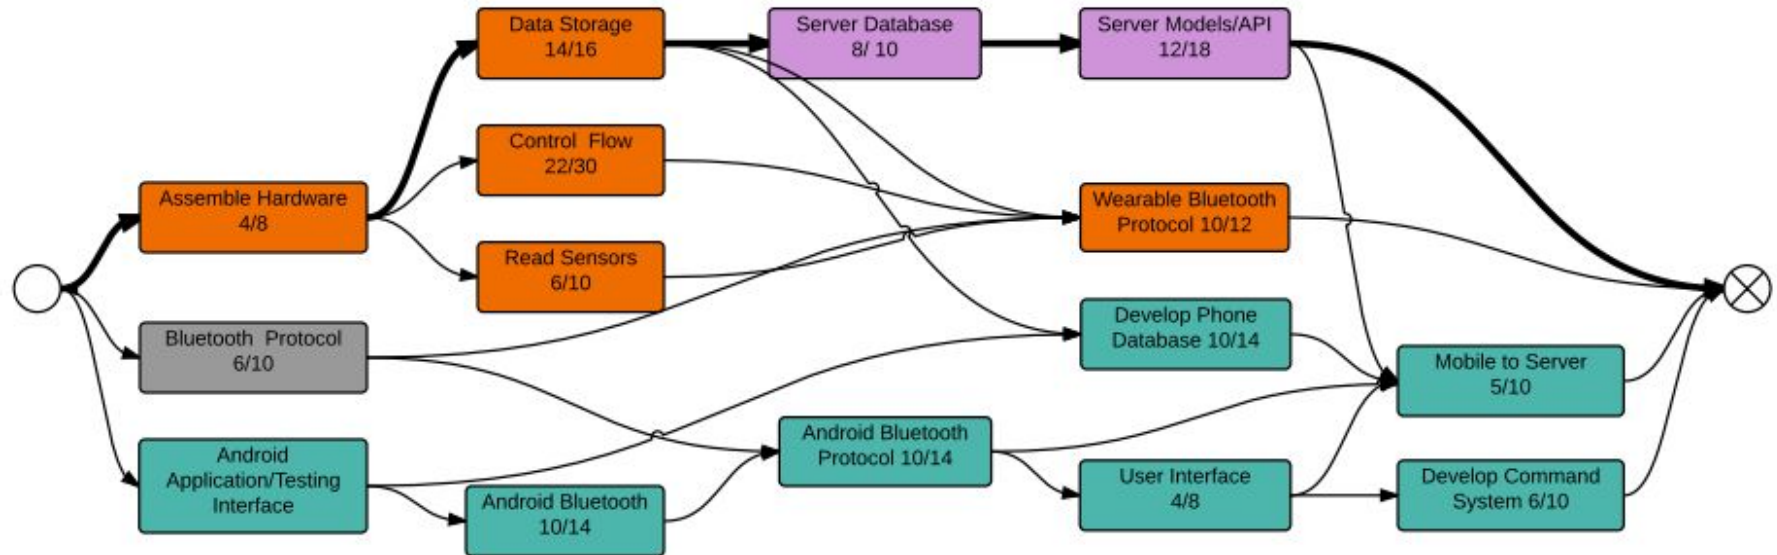 Data Storage
14/16
Server Database
8/ 10
Server Models/API
12/18
Control  Flow
22/30
Assemble Hardware
4/8
Wearable Bluetooth
Protocol 10/12
Read Sensors
6/10
Bluetooth  Protocol
6/10
Develop Phone
Database 10/14
Mobile to Server
5/10
Android
Application/Testing
Interface
Android Bluetooth
10/14
Android Bluetooth
Protocol 10/14
User Interface
4/8
Develop Command
System 6/10